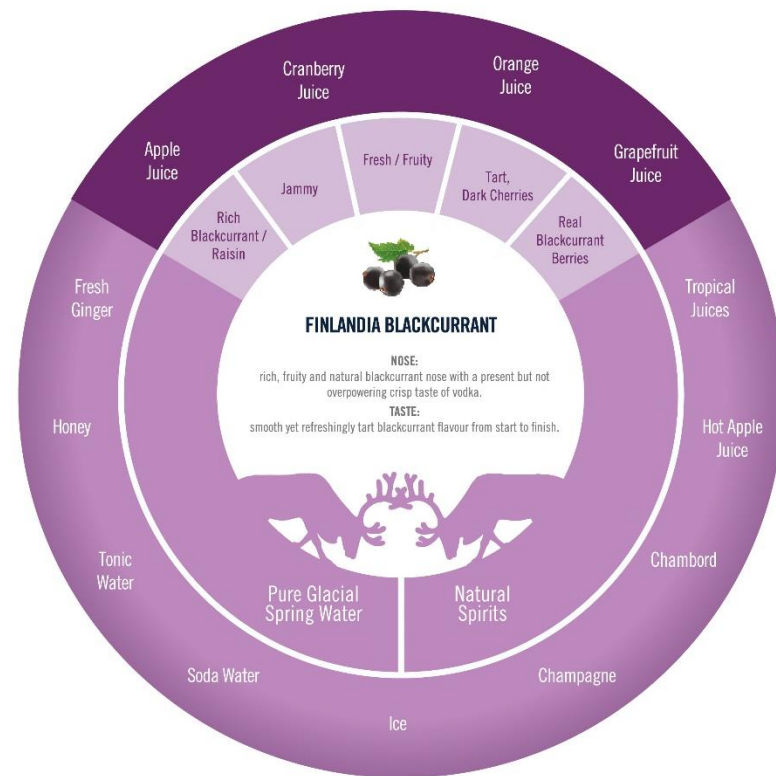 Cranberry
Juice
Orange
Juice
Apple
Juice
Grapefruit
Juice
Fresh / Fruity
Jammy
Tart,
Dark Cherries
Rich
Blackcurrant /
Raisin
Real
Blackcurrant
Berries
Fresh
Ginger
Tropical
Juices
FINLANDIA BLACKCURRANT
NOSE:
rich, fruity and natural blackcurrant nose with a present but not
overpowering crisp taste of vodka.
TASTE:
smooth yet refreshingly tart blackcurrant flavour from start to finish.
Honey
Hot Apple
Juice
Tonic
Water
Chambord
Pure Glacial
Spring Water
Natural
Spirits
Soda Water
Champagne
Ice